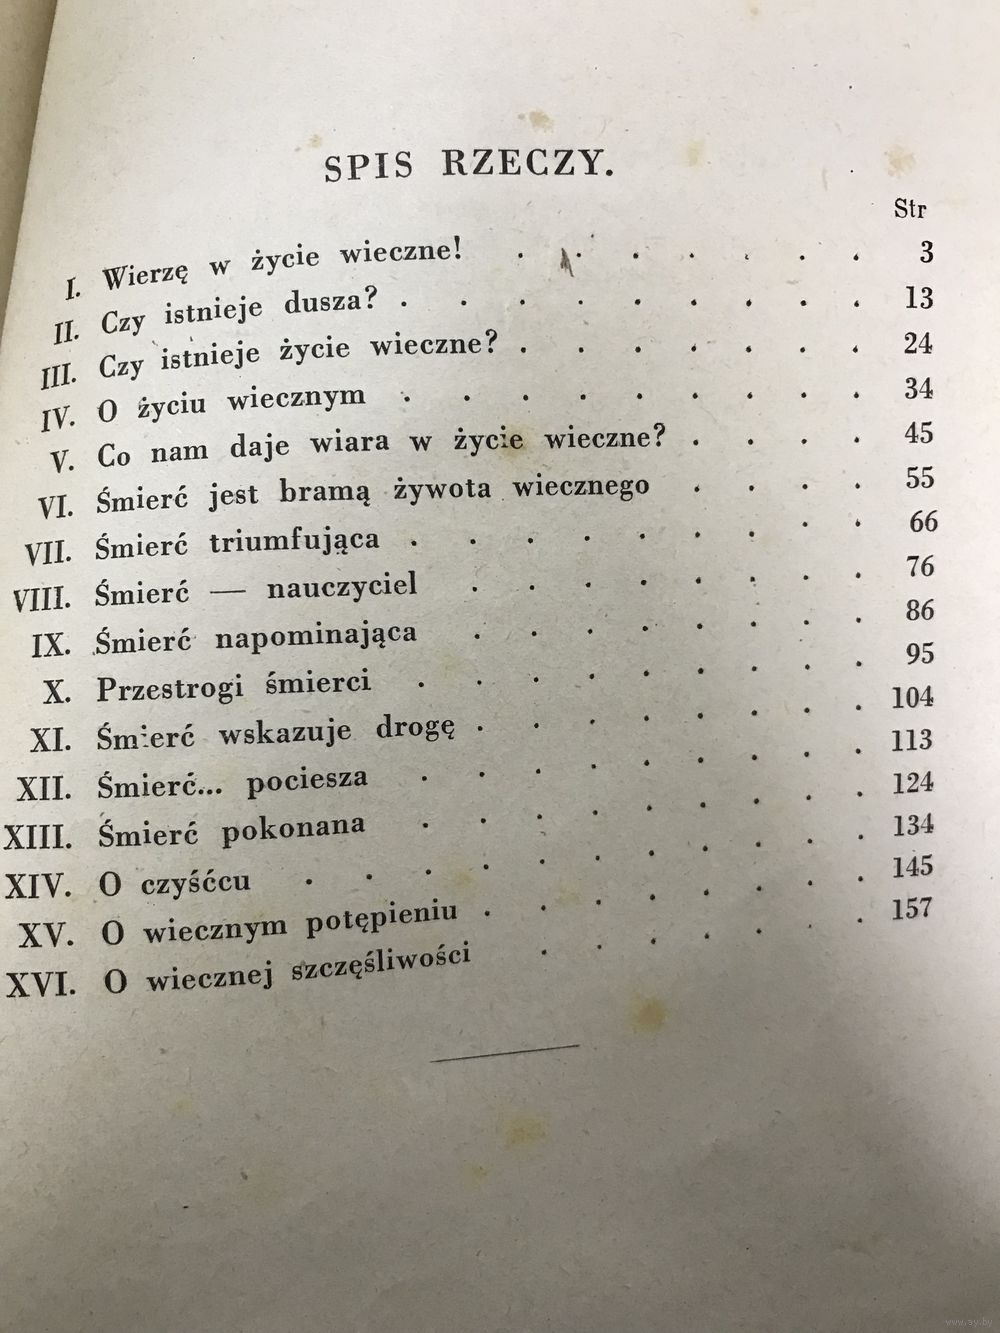 SPIS RZECZY.
Str
I. Wierzę w życie wieczne! . . . . . . . 3
II. Czy istnieje dusza? . . . . . . . . . 13
III. Czy istnieje życie wieczne? . . . . . . . 24
IV. O życiu wiecznym . . . . . . . . . 34
V. Co nam daje wiara w życie wieczne? . . . . 45
VI. Śmierć jest bramą żywota wiecznego . . . . 55
VII. Śmierć triumfująca . . . . . . . . . 66
VIII. Śmierć — nauczyciel . . . . . . . . 76
IX. Śmierć napominająca . . . . . . . . 86
X. Przestrogi śmierci . . . . . . . . . 95
XI. Śmierć wskazuje drogę . . . . . . . . 104
XII. Śmierć... pociesza . . . . . . . . . 113
XIII. Śmierć pokonana . . . . . . . . . 124
XIV. O czyśćcu . . . . . . . . . . . 134
XV. O wiecznym potępieniu . . . . . . . . 145
XVI. O wiecznej szczęśliwości . . . . . . . 157
www.ay.by